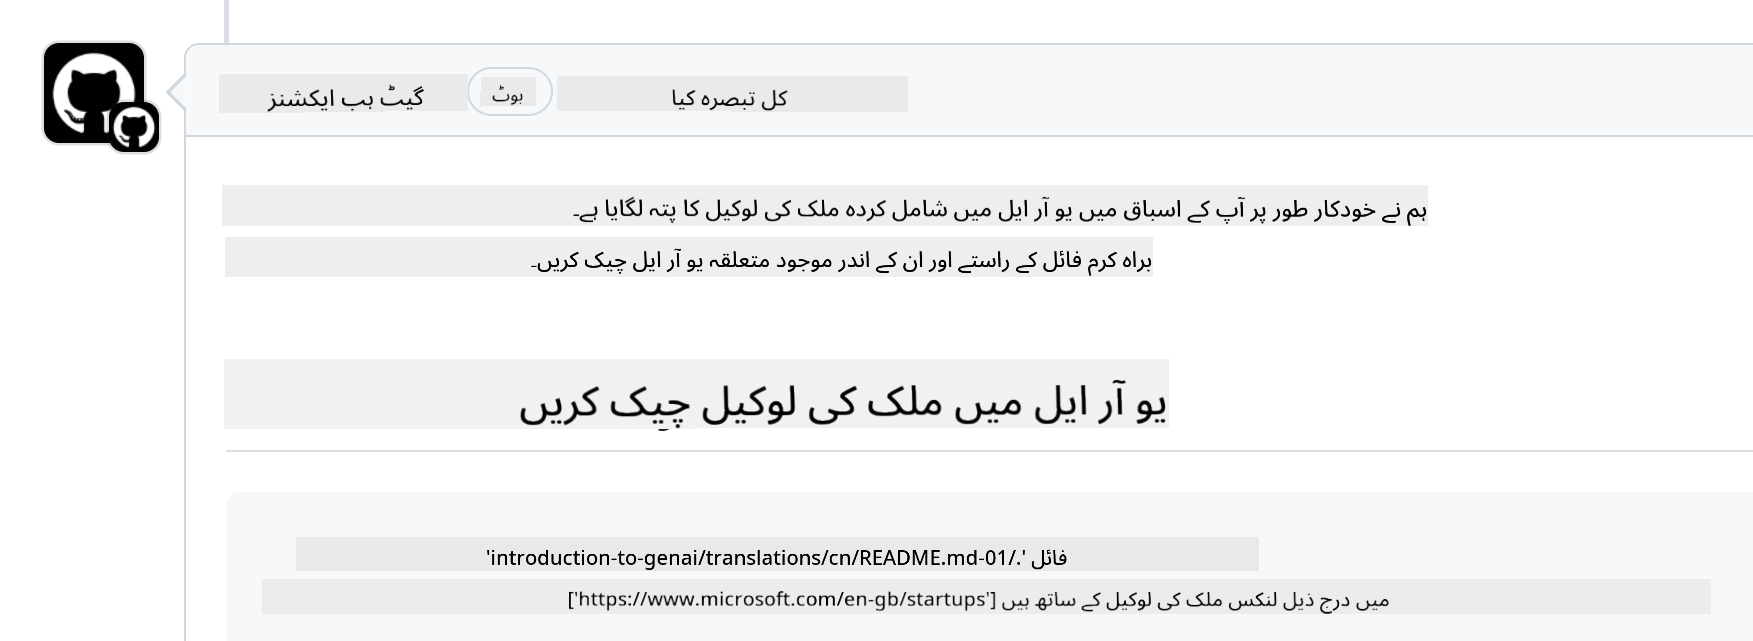 گیٹ ہب ایکشنز بوٹ کل تبصرہ کیا
ہم نے خودکار طور پر آپ کے اسباق میں یو آر ایل میں شامل کردہ ملک کی لوکیل کا پتہ لگایا ہے۔
براہ کرم فائل کے راستے اور ان کے اندر موجود متعلقہ یو آر ایل چیک کریں۔
یو آر ایل میں ملک کی لوکیل چیک کریں
فائل '.‎/introduction-to-genai/translations/cn/README.md-01'
میں درج ذیل لنکس ملک کی لوکیل کے ساتھ ہیں ['https://www.microsoft.com/en-gb/startups']